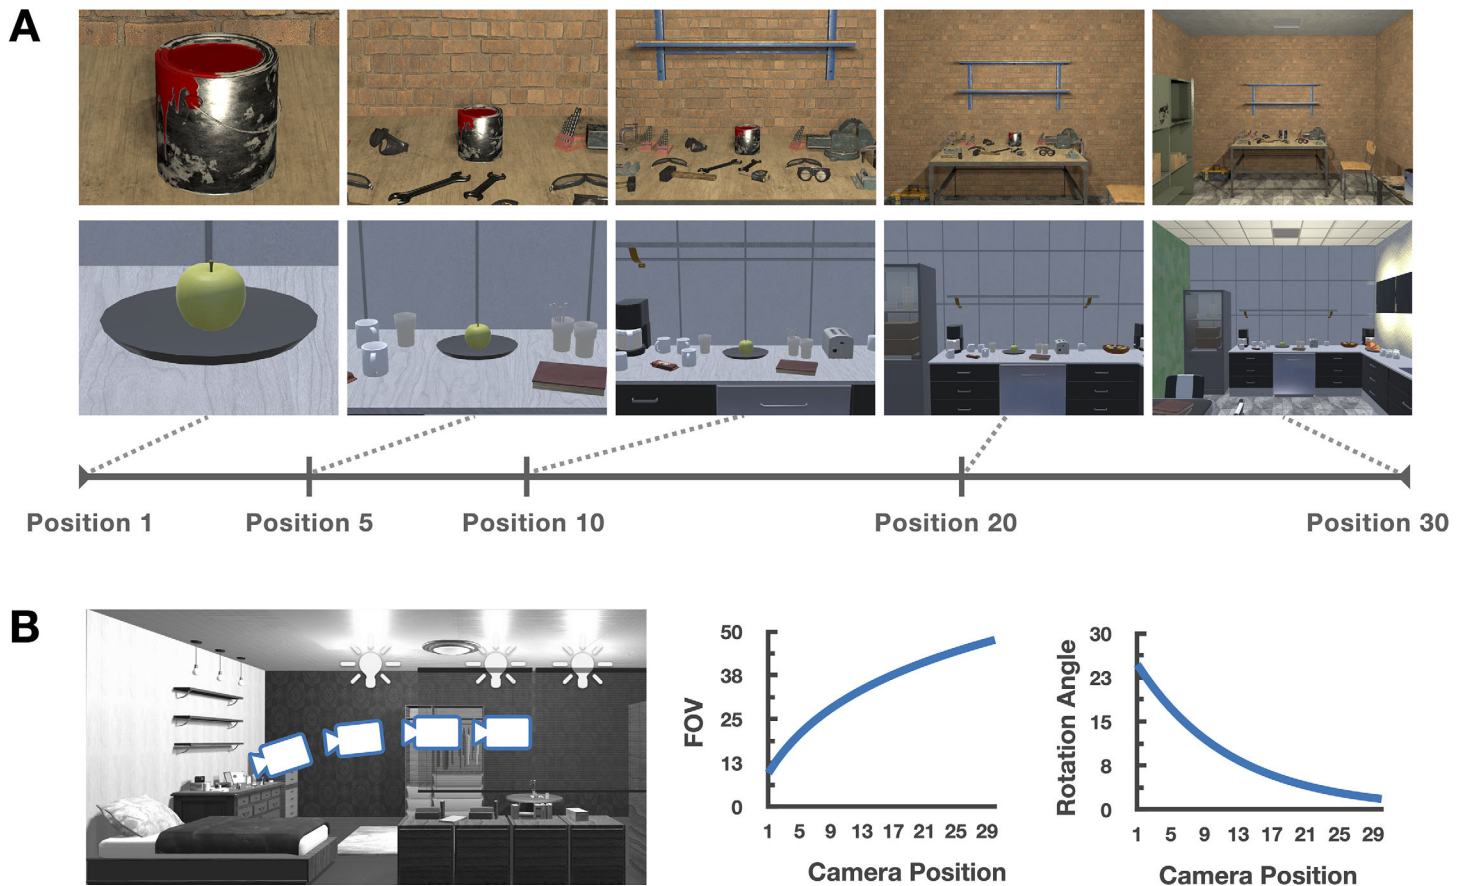 A
Position 1
Position 5
Position 10
Position 20
Position 30
B
FOV
50
38
25
13
0
1 5 9 13 17 21 25 29
Camera Position
Rotation Angle
30
23
15
8
0
1 5 9 13 17 21 25 29
Camera Position